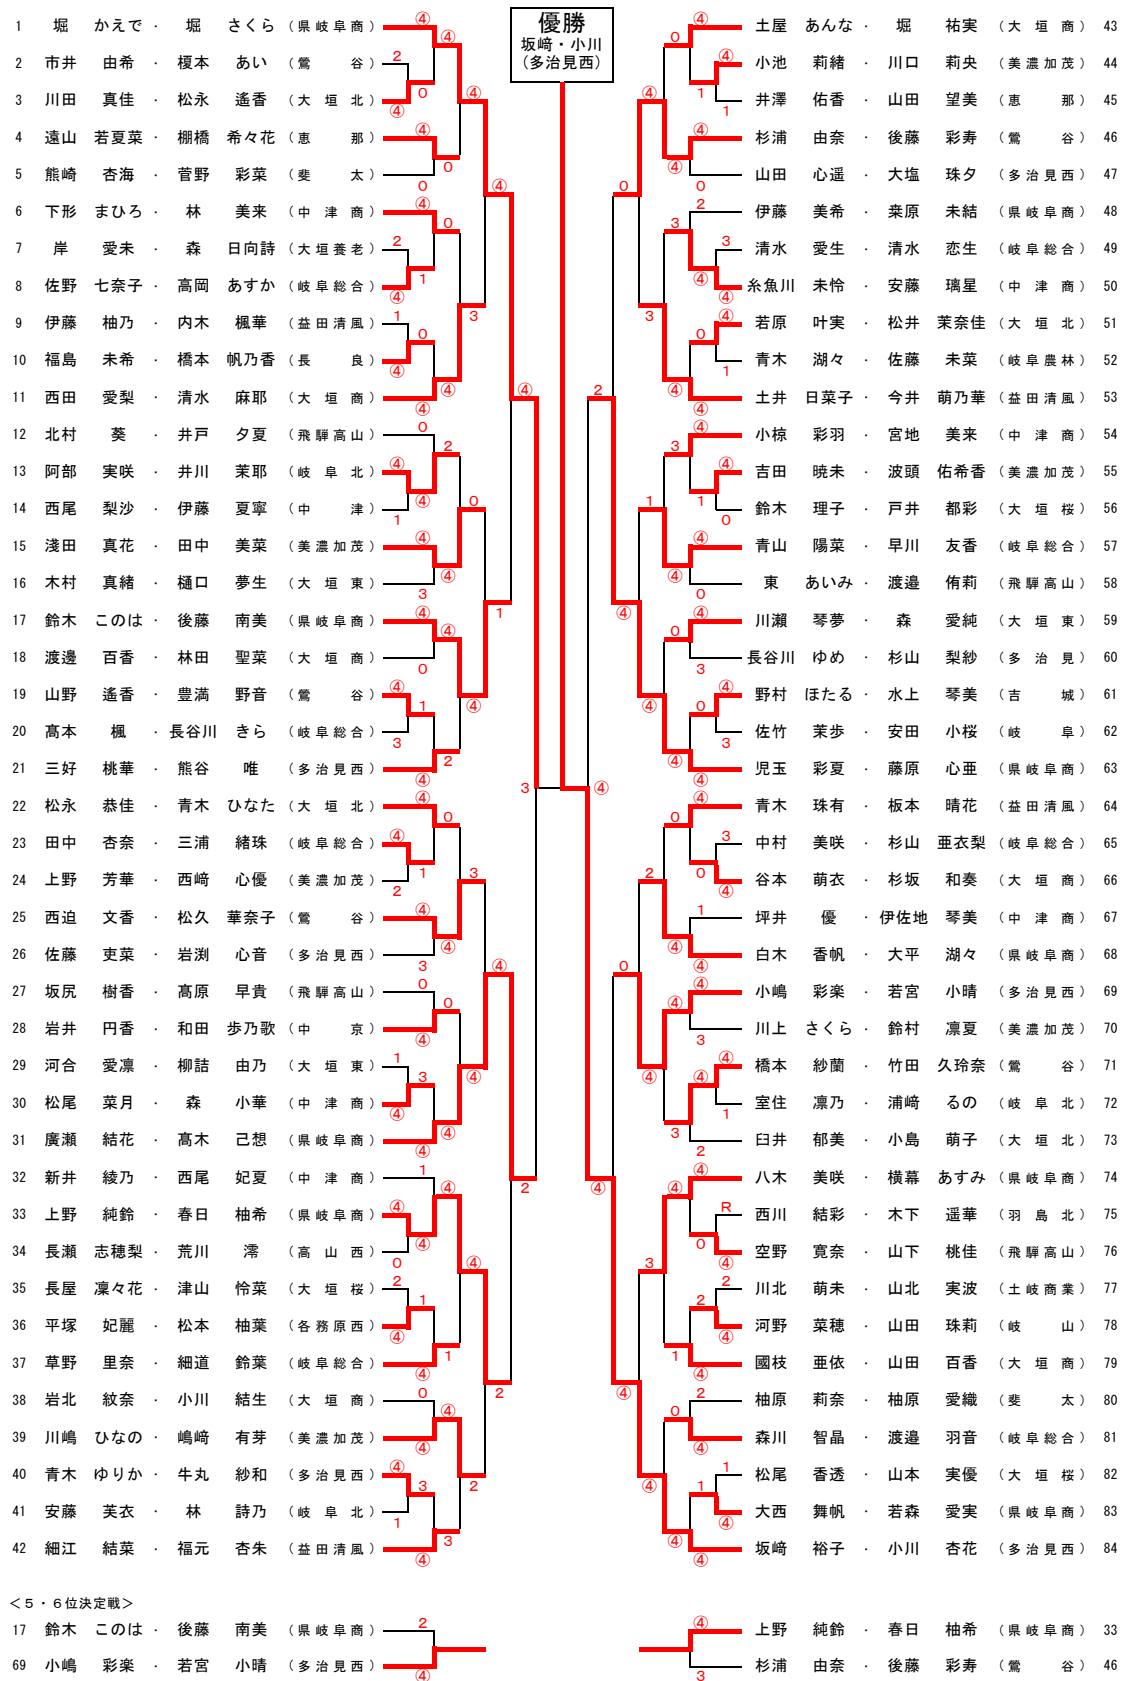 優勝
坂﨑・小川
（多治見西）
1 堀 かえで ・ 堀 さくら （県岐阜商）
2 市井 由希 ・ 榎本 あい （鶯 谷）
3 川田 真佳 ・ 松永 遙香 （大垣北）
4 遠山 若夏菜 ・ 棚橋 希々花 （恵 那）
5 熊崎 杏海 ・ 菅野 彩菜 （斐 太）
6 下形 まひろ ・ 林 美来 （中津商）
7 岸 愛未 ・ 森 日向詩 （大垣養老）
8 佐野 七奈子 ・ 高岡 あすか （岐阜総合）
9 伊藤 柚乃 ・ 内木 楓華 （益田清風）
10 福島 未希 ・ 橋本 帆乃香 （長 良）
11 西田 愛梨 ・ 清水 麻耶 （大垣商）
12 北村 葵 ・ 井戸 夕夏 （飛騨高山）
13 阿部 実咲 ・ 井川 茉耶 （岐阜北）
14 西尾 梨沙 ・ 伊藤 夏寧 （中 津）
15 淺田 真花 ・ 田中 美菜 （美濃加茂）
16 木村 真緒 ・ 樋口 夢生 （大垣東）
17 鈴木 このは ・ 後藤 南美 （県岐阜商）
18 渡邊 百香 ・ 林田 聖菜 （大垣商）
19 山野 遙香 ・ 豊満 野音 （鶯 谷）
20 髙本 楓 ・ 長谷川 きら （岐阜総合）
21 三好 桃華 ・ 熊谷 唯 （多治見西）
22 松永 恭佳 ・ 青木 ひなた （大垣北）
23 田中 杏奈 ・ 三浦 緒珠 （岐阜総合）
24 上野 芳華 ・ 西﨑 心優 （美濃加茂）
25 西迫 文香 ・ 松久 華奈子 （鶯 谷）
26 佐藤 吏菜 ・ 岩渕 心音 （多治見西）
27 坂尻 樹香 ・ 髙原 早貴 （飛騨高山）
28 岩井 円香 ・ 和田 歩乃歌 （中 京）
29 河合 愛凛 ・ 柳詰 由乃 （大垣東）
30 松尾 菜月 ・ 森 小華 （中津商）
31 廣瀬 結花 ・ 髙木 己想 （県岐阜商）
32 新井 綾乃 ・ 西尾 妃夏 （中津商）
33 上野 純鈴 ・ 春日 柚希 （県岐阜商）
34 長瀬 志穂梨 ・ 荒川 澪 （高山西）
35 長屋 凜々花 ・ 津山 怜菜 （大垣桜）
36 平塚 妃麗 ・ 松本 柚葉 （各務原西）
37 草野 里奈 ・ 細道 鈴葉 （岐阜総合）
38 岩北 紋奈 ・ 小川 結生 （大垣商）
39 川嶋 ひなの ・ 嶋﨑 有芽 （美濃加茂）
40 青木 ゆりか ・ 牛丸 紗和 （多治見西）
41 安藤 芙衣 ・ 林 詩乃 （岐阜北）
42 細江 結菜 ・ 福元 杏朱 （益田清風）
土屋 あんな ・ 堀 祐実 （大垣商） 43
小池 莉緒 ・ 川口 莉央 （美濃加茂） 44
井澤 佑香 ・ 山田 望美 （恵 那） 45
杉浦 由奈 ・ 後藤 彩寿 （鶯 谷） 46
山田 心遥 ・ 大塩 珠夕 （多治見西） 47
伊藤 美希 ・ 桒原 未結 （県岐阜商） 48
清水 愛生 ・ 清水 恋生 （岐阜総合） 49
糸魚川 未怜 ・ 安藤 璃星 （中津商） 50
若原 叶実 ・ 松井 茉奈佳 （大垣北） 51
青木 湖々 ・ 佐藤 未菜 （岐阜農林） 52
土井 日菜子 ・ 今井 萌乃華 （益田清風） 53
小椋 彩羽 ・ 宮地 美来 （中津商） 54
吉田 暁未 ・ 波頭 佑希香 （美濃加茂） 55
鈴木 理子 ・ 戸井 都彩 （大垣桜） 56
青山 陽菜 ・ 早川 友香 （岐阜総合） 57
東 あいみ ・ 渡邉 侑莉 （飛騨高山） 58
川瀬 琴夢 ・ 森 愛純 （大垣東） 59
長谷川 ゆめ ・ 杉山 梨紗 （多治見） 60
野村 ほたる ・ 水上 琴美 （吉 城） 61
佐竹 茉歩 ・ 安田 小桜 （岐 阜） 62
児玉 彩夏 ・ 藤原 心亜 （県岐阜商） 63
青木 珠有 ・ 板本 晴花 （益田清風） 64
中村 美咲 ・ 杉山 亜衣梨 （岐阜総合） 65
谷本 萌衣 ・ 杉坂 和奏 （大垣商） 66
坪井 優 ・ 伊佐地 琴美 （中津商） 67
白木 香帆 ・ 大平 湖々 （県岐阜商） 68
小嶋 彩楽 ・ 若宮 小晴 （多治見西） 69
川上 さくら ・ 鈴村 凛夏 （美濃加茂） 70
橋本 紗蘭 ・ 竹田 久玲奈 （鶯 谷） 71
室住 凛乃 ・ 浦﨑 るの （岐阜北） 72
臼井 郁美 ・ 小島 萌子 （大垣北） 73
八木 美咲 ・ 横幕 あすみ （県岐阜商） 74
西川 結彩 ・ 木下 遥華 （羽島北） 75
空野 寛奈 ・ 山下 桃佳 （飛騨高山） 76
川北 萌未 ・ 山北 実波 （土岐商業） 77
河野 菜穂 ・ 山田 珠莉 （岐 山） 78
國枝 亜依 ・ 山田 百香 （大垣商） 79
柚原 莉奈 ・ 柚原 愛織 （斐 太） 80
森川 智晶 ・ 渡邉 羽音 （岐阜総合） 81
松尾 香透 ・ 山本 実優 （大垣桜） 82
大西 舞帆 ・ 若森 愛実 （県岐阜商） 83
坂﨑 裕子 ・ 小川 杏花 （多治見西） 84
＜５・６位決定戦＞
17 鈴木 このは ・ 後藤 南美 （県岐阜商） 2
69 小嶋 彩楽 ・ 若宮 小晴 （多治見西） ④
④ 上野 純鈴 ・ 春日 柚希 （県岐阜商） 33
3 杉浦 由奈 ・ 後藤 彩寿 （鶯 谷） 46